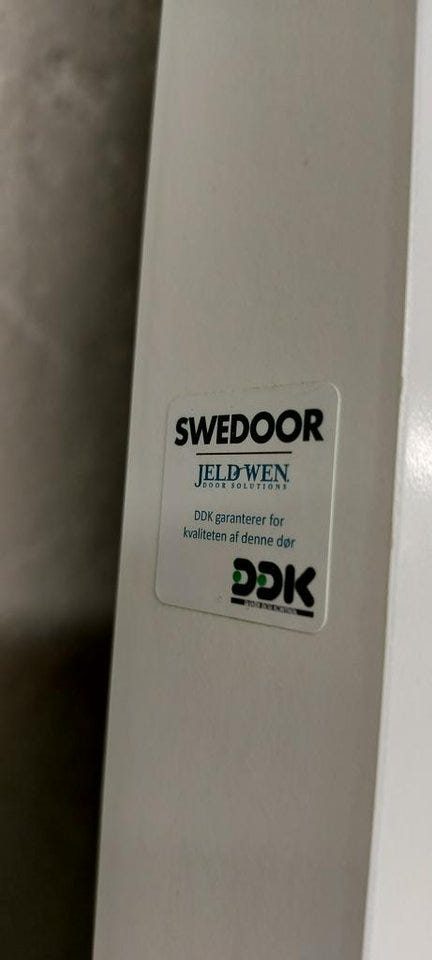 SWEDOOR
JELD-WEN.
DOOR SOLUTIONS
DDK garanterer for
kvaliteten af denne dør
DDK